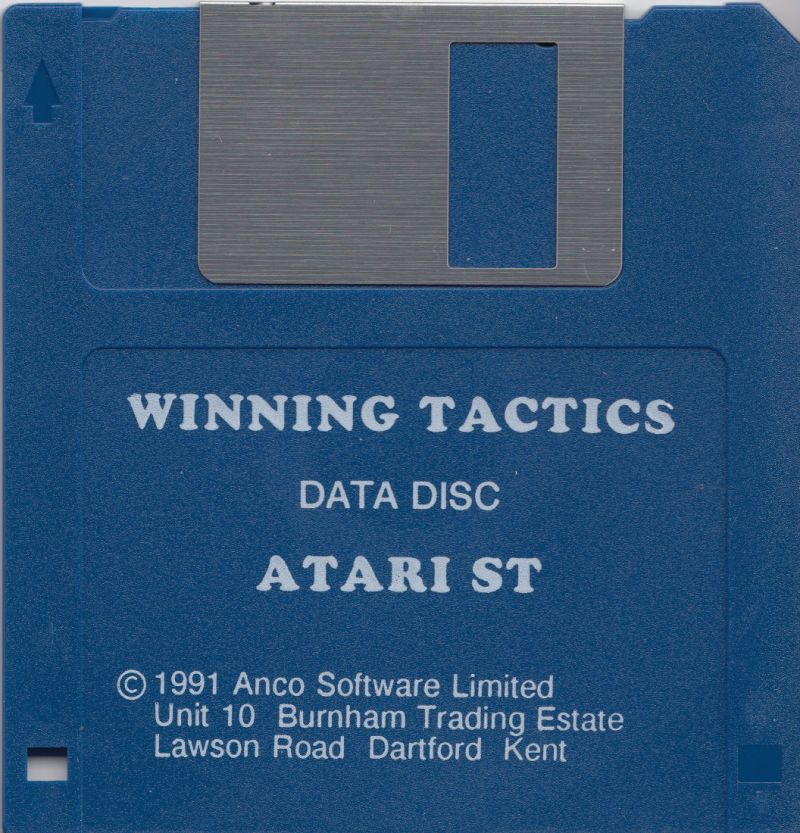 WINNING TACTICS
DATA DISC
ATARI ST
© 1991 Anco Software Limited
Unit 10 Burnham Trading Estate
Lawson Road Dartford Kent